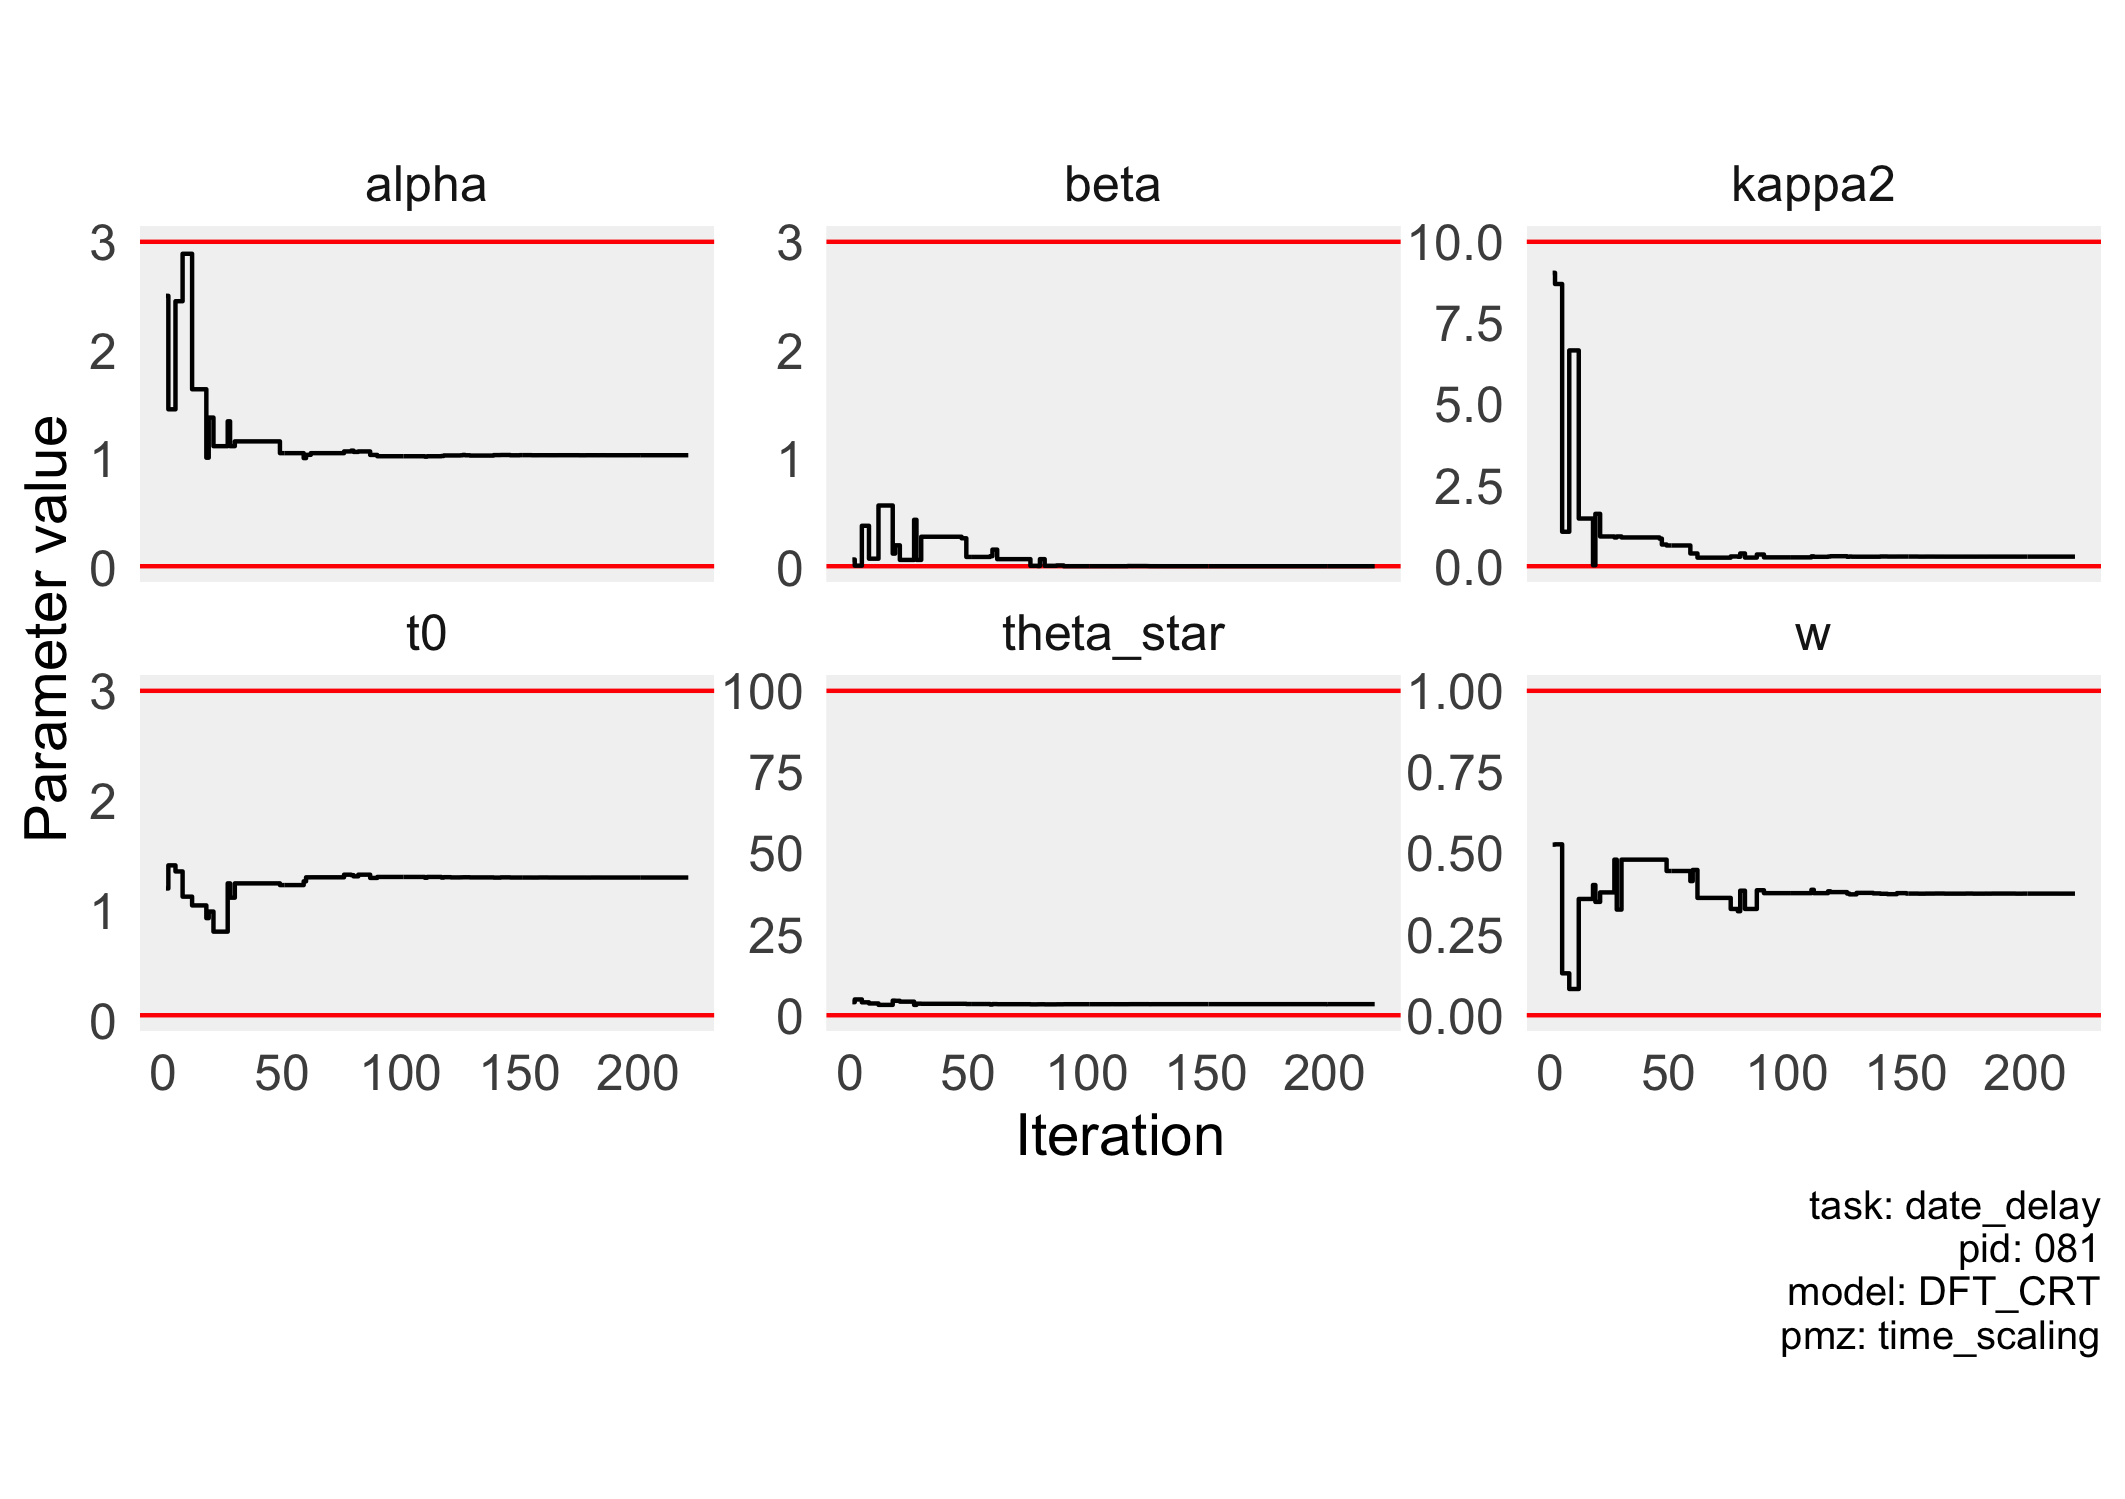 alpha beta kappa2
3 3 10.0
7.5
2 2
5.0
1 1
2.5
0 0 0.0
Parameter value
t0 theta_star w
3 100 1.00
75 0.75
2
50 0.50
1
25 0.25
0 0 0.00
0 50 100 150 200 0 50 100 150 200 0 50 100 150 200
Iteration
task: date_delay
pid: 081
model: DFT_CRT
pmz: time_scaling